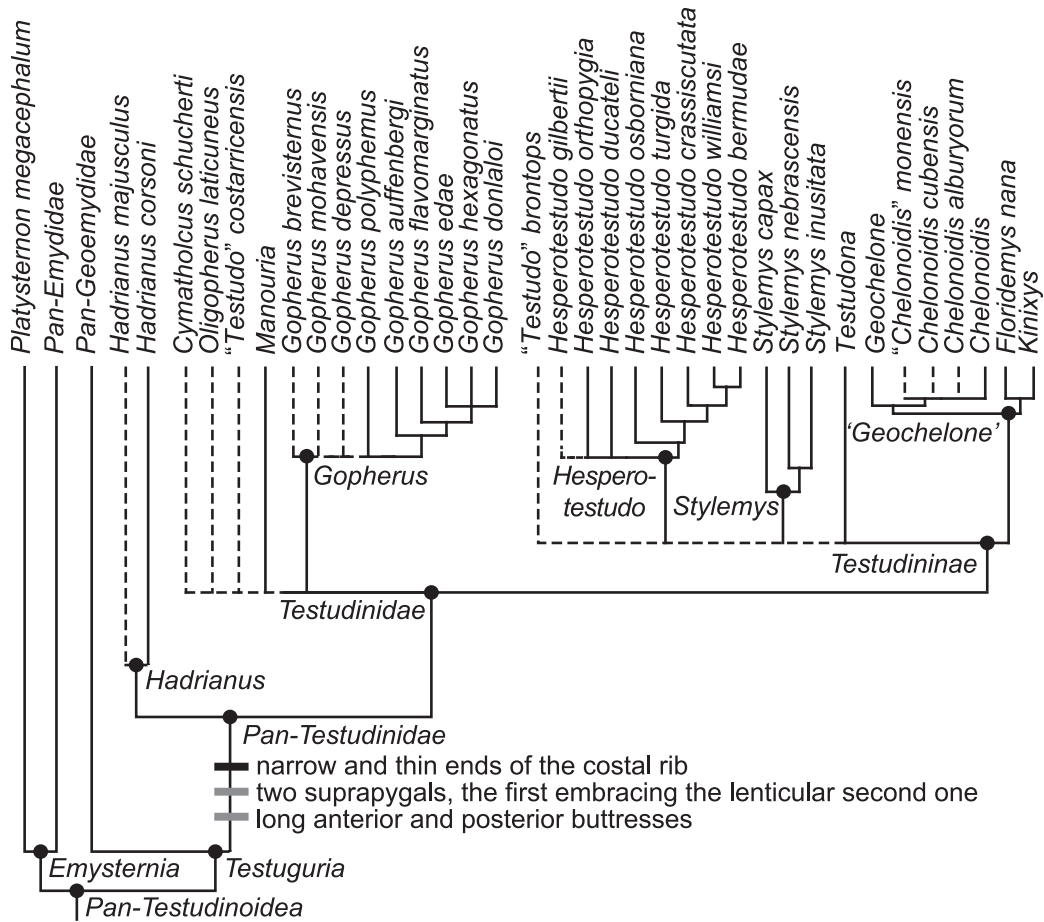 Platysternon megacephalum
Pan-Emydidae
Pan-Geoemydidae
Hadrianus majusculus
Hadrianus corsoni
Cymatholcus schucherti
Oligopherus laticuneus
"Testudo" costarricensis
Manouria
Gopherus brevisternus
Gopherus mohavensis
Gopherus depressus
Gopherus polyphemus
Gopherus auffenbergi
Gopherus flavomarginatus
Gopherus edae
Gopherus hexagonatus
Gopherus donlaloi
"Testudo" brontops
Hesperotestudo gilbertii
Hesperotestudo orthopygia
Hesperotestudo ducateli
Hesperotestudo osborniana
Hesperotestudo turgida
Hesperotestudo crassiscutata
Hesperotestudo williamsi
Hesperotestudo bermudae
Stylemys capax
Stylemys nebrascensis
Stylemys inusitata
Testudona
Geochelone
"Chelonoidis" monensis
Chelonoidis cubensis
Chelonoidis alburyorum
Chelonoidis
Floridemys nana
Kinixys
'Geochelone'
Gopherus
Hespero-
testudo
Stylemys
Testudininae
Testudinidae
Hadrianus
Pan-Testudinidae
narrow and thin ends of the costal rib
two suprapygals, the first embracing the lenticular second one
long anterior and posterior buttresses
Emysternia
Testuguria
Pan-Testudinoidea